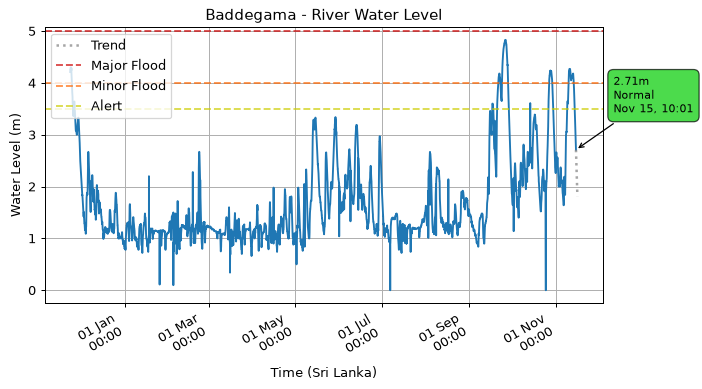 Baddegama - River Water Level
Trend
Major Flood
Minor Flood
Alert
2.71m
Normal
Nov 15, 10:01
Water Level (m)
5
4
3
2
1
0
01 Jan
00:00
01 Mar
00:00
01 May
00:00
01 Jul
00:00
01 Sep
00:00
01 Nov
00:00
Time (Sri Lanka)